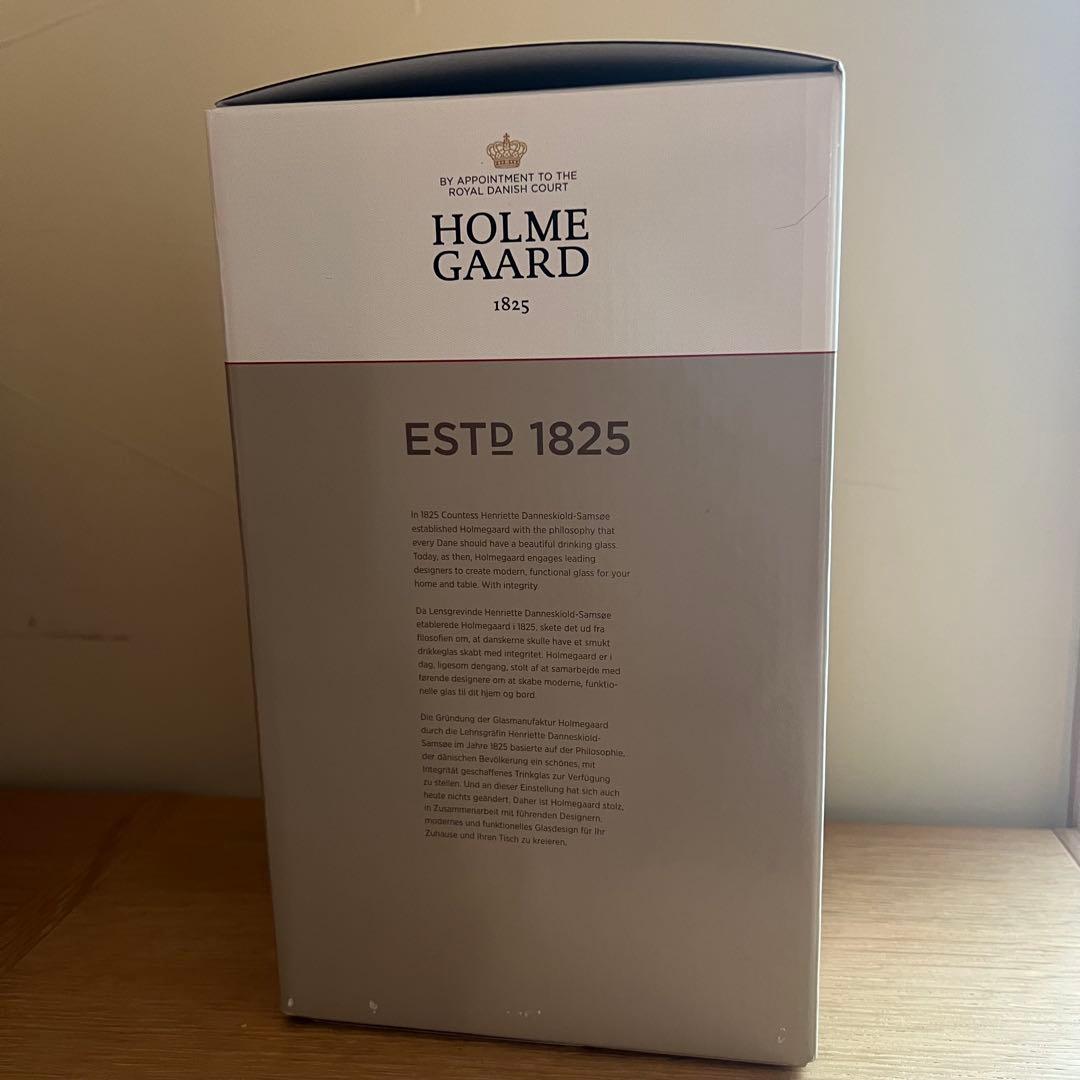 BY APPOINTMENT TO THE
ROYAL DANISH COURT
HOLME
GAARD
1825
ESTD 1825
In 1825 Countess Henriette Danneskiold-Samsøe
established Holmegaard with the philosophy that
every Dane should have a beautiful drinking glass.
Today, as then, Holmegaard engages leading
designers to create modern, functional glass for your
home and table. With integrity.
Da Lensgrevinde Henriette Danneskiold-Samsøe
etablerede Holmegaard i 1825, skete det ud fra
filosofien om, at danskerne skulle have et smukt
drikkeglas skabt med integritet. Holmegaard er i
dag, ligesom dengang, stolt af at samarbejde med
førende designere om at skabe moderne, funktio-
nelle glas til dit hjem og bord.
Die Gründung der Glasmanufaktur Holmegaard
durch die Lehnsgräfin Henriette Danneskiold-
Samsøe im Jahre 1825 basierte auf der Philosophie,
der dänischen Bevölkerung ein schönes, mit
Integrität geschaffenes Trinkglas zur Verfügung
zu stellen. Und an dieser Einstellung hat sich auch
heute nichts geändert. Daher ist Holmegaard stolz,
in Zusammenarbeit mit führenden Designern,
modernes und funktionelles Glasdesign für Ihr
Zuhause und Ihren Tisch zu kreieren.